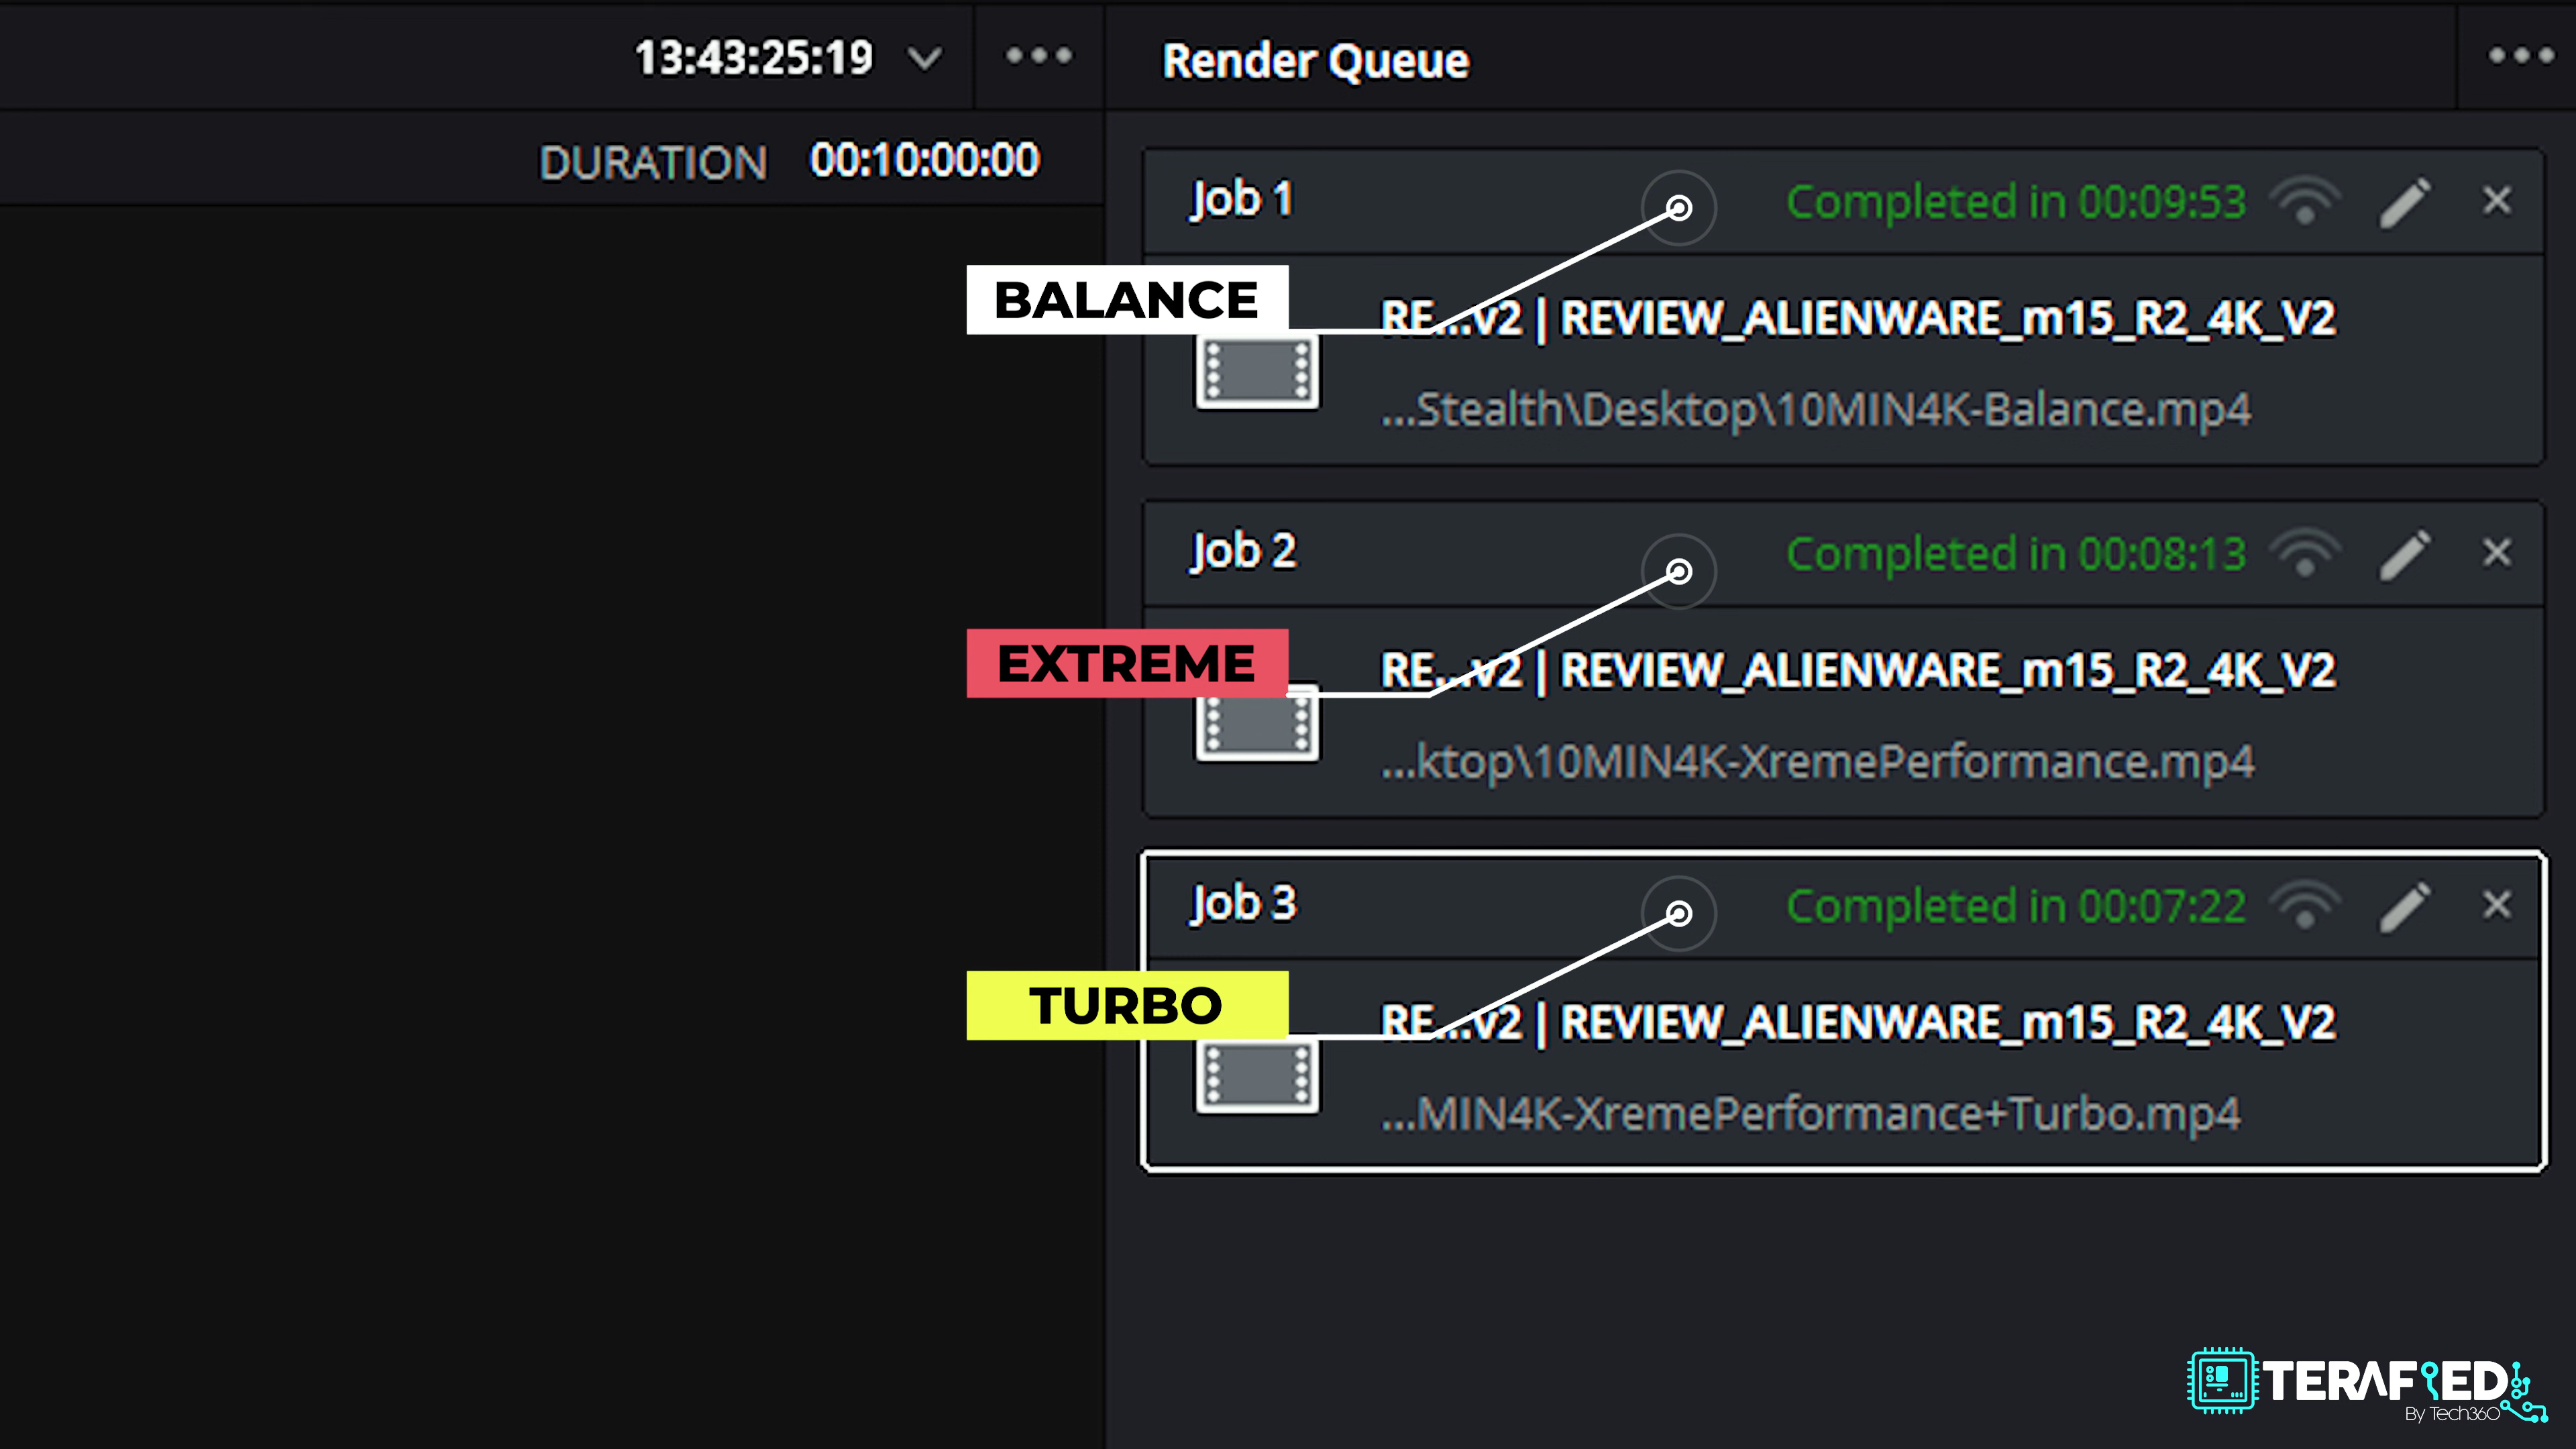 13:43:25:19
Render Queue
DURATION 00:10:00:00
Job 1
Completed in 00:09:53
BALANCE
RE...v2 | REVIEW_ALIENWARE_m15_R2_4K_V2
...Stealth\Desktop\10MIN4K-Balance.mp4
Job 2
Completed in 00:08:13
EXTREME
RE...v2 | REVIEW_ALIENWARE_m15_R2_4K_V2
...ktop\10MIN4K-XremePerformance.mp4
Job 3
Completed in 00:07:22
TURBO
RE...v2 | REVIEW_ALIENWARE_m15_R2_4K_V2
...MIN4K-XremePerformance+Turbo.mp4
TERAFIED
By Tech360